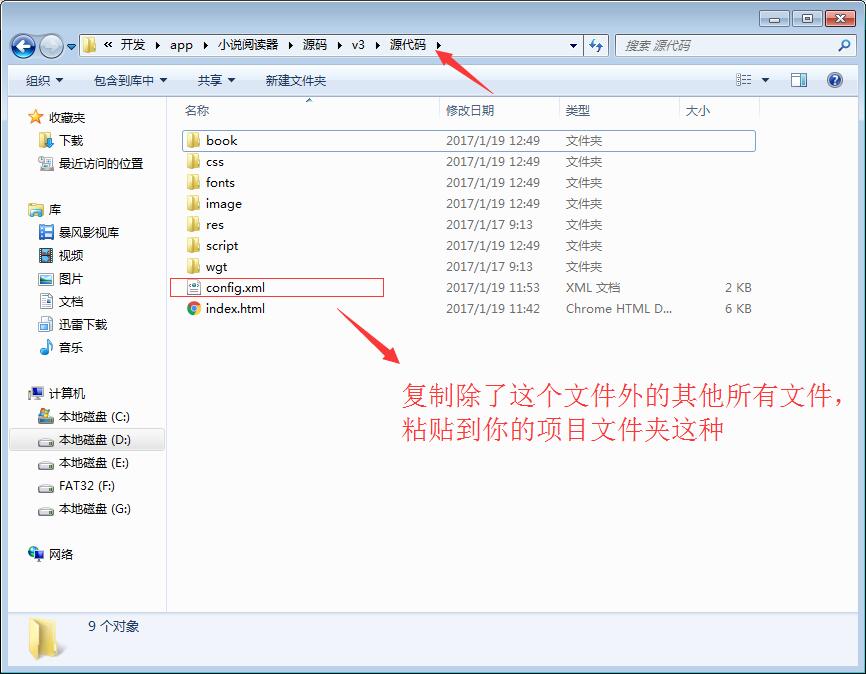 « 开发 app 小说阅读器 源码 v3 源代码
搜索 源代码
组织 包含到库中 共享 新建文件夹
名称 修改日期 类型 大小
收藏夹
下载
最近访问的位置
库
暴风影视库
视频
图片
文档
迅雷下载
音乐
计算机
本地磁盘 (C:)
本地磁盘 (D:)
本地磁盘 (E:)
FAT32 (F:)
本地磁盘 (G:)
网络
book 2017/1/19 12:49 文件夹
css 2017/1/19 12:49 文件夹
fonts 2017/1/19 12:49 文件夹
image 2017/1/19 12:49 文件夹
res 2017/1/17 9:13 文件夹
script 2017/1/19 12:49 文件夹
wgt 2017/1/17 9:13 文件夹
config.xml 2017/1/19 11:53 XML 文档 2 KB
index.html 2017/1/19 11:42 Chrome HTML D... 6 KB
复制除了这个文件外的其他所有文件，
粘贴到你的项目文件夹这种
9 个对象